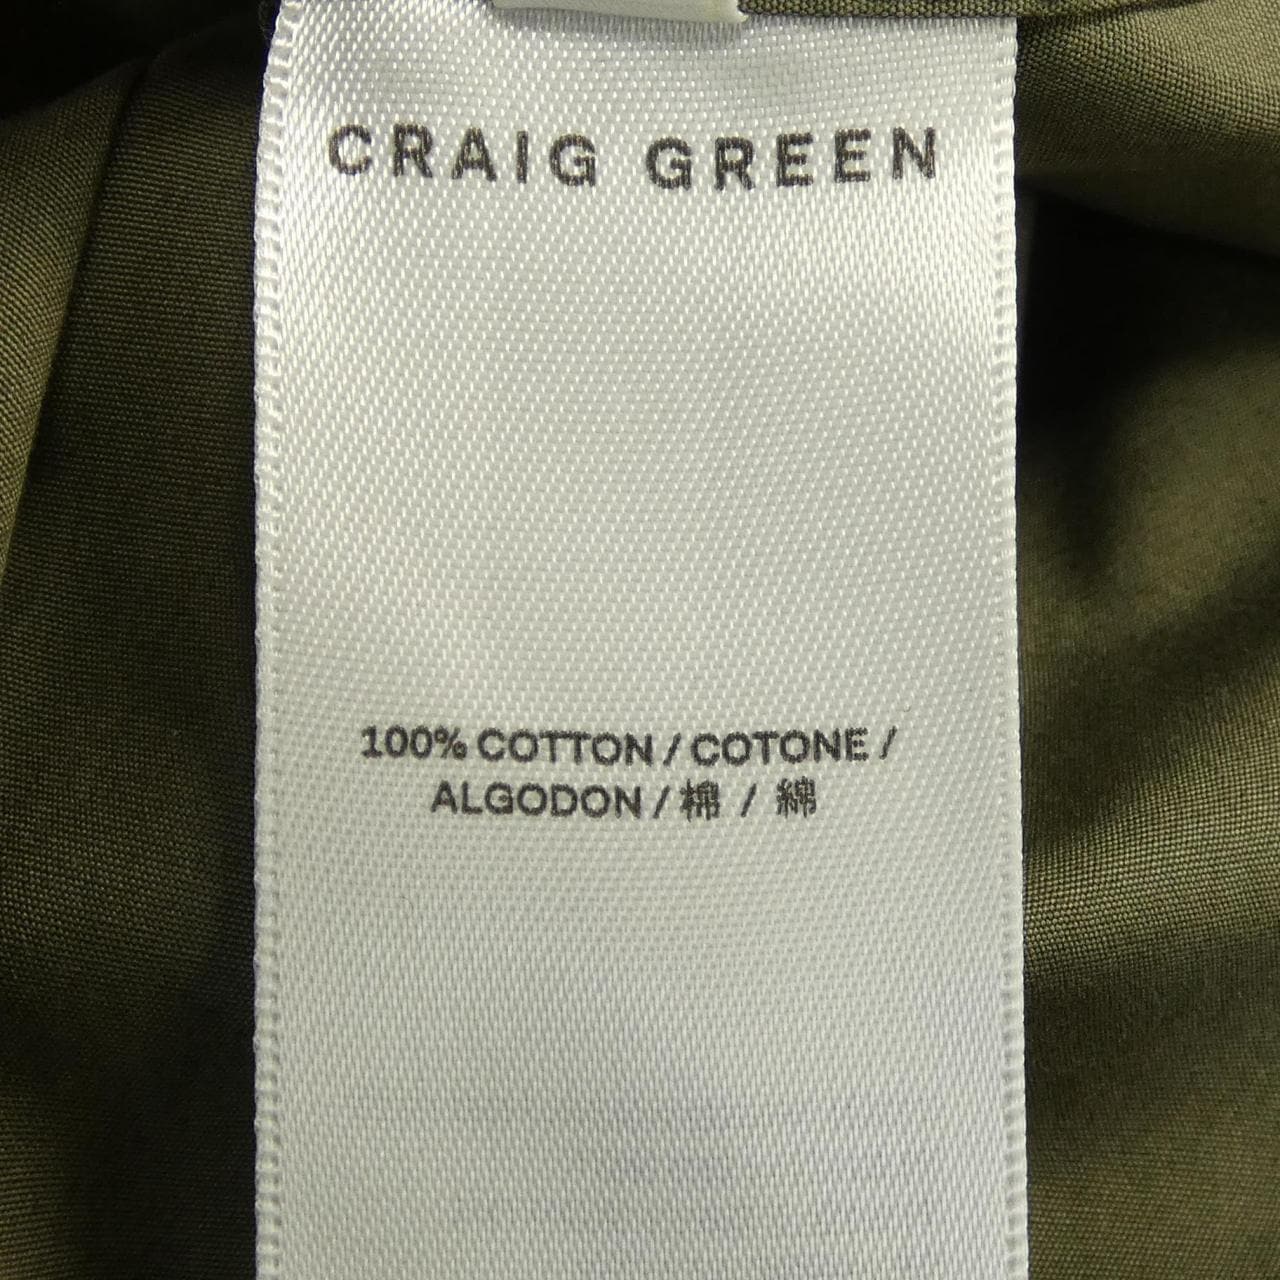 CRAIG GREEN
100% COTTON / COTONE /
ALGODON / 棉 / 綿